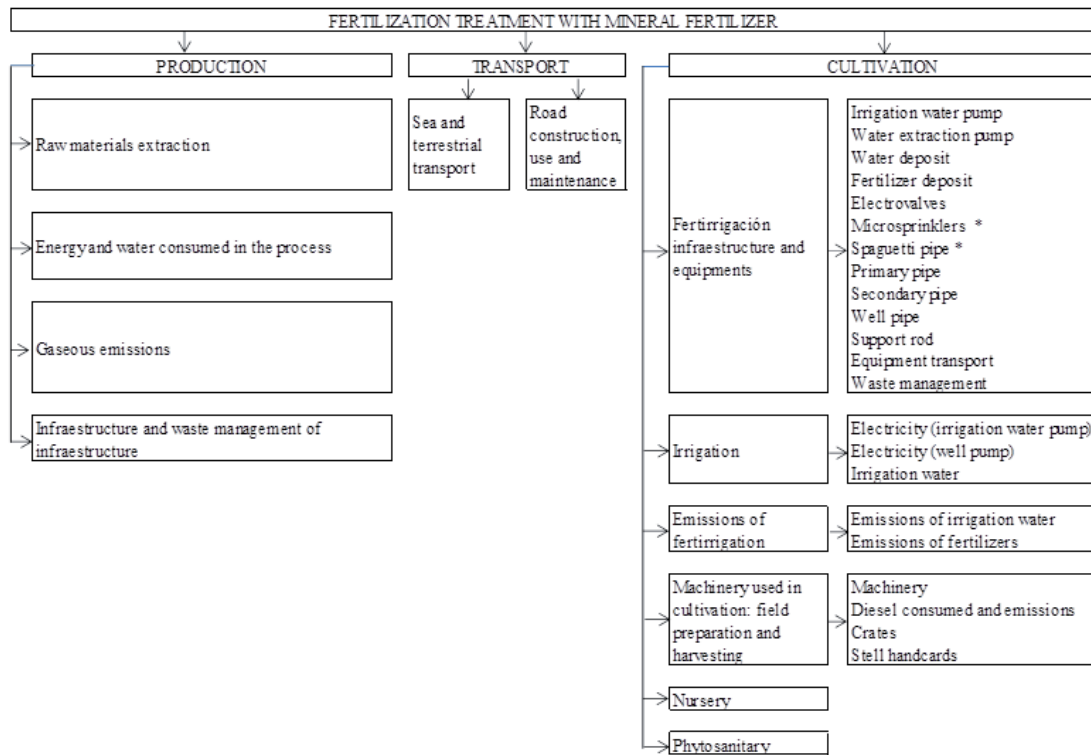 FERTILIZATION TREATMENT WITH MINERAL FERTILIZER
PRODUCTION
Raw materials extraction
Energy and water consumed in the process
Gaseous emissions
Infraestructure and waste management of
infraestructure
TRANSPORT
Sea and
terrestrial
transport
Road
construction,
use and
maintenance
CULTIVATION
Fertirrigación
infraestructure and
equipments
Irrigation water pump
Water extraction pump
Water deposit
Fertilizer deposit
Electrovalves
Microsprinklers *
Spaguetti pipe *
Primary pipe
Secondary pipe
Well pipe
Support rod
Equipment transport
Waste management
Irrigation
Electricity (irrigation water pump)
Electricity (well pump)
Irrigation water
Emissions of
fertirrigation
Emissions of irrigation water
Emissions of fertilizers
Machinery used in
cultivation: field
preparation and
harvesting
Machinery
Diesel consumed and emissions
Crates
Stell handcards
Nursery
Phytosanitary